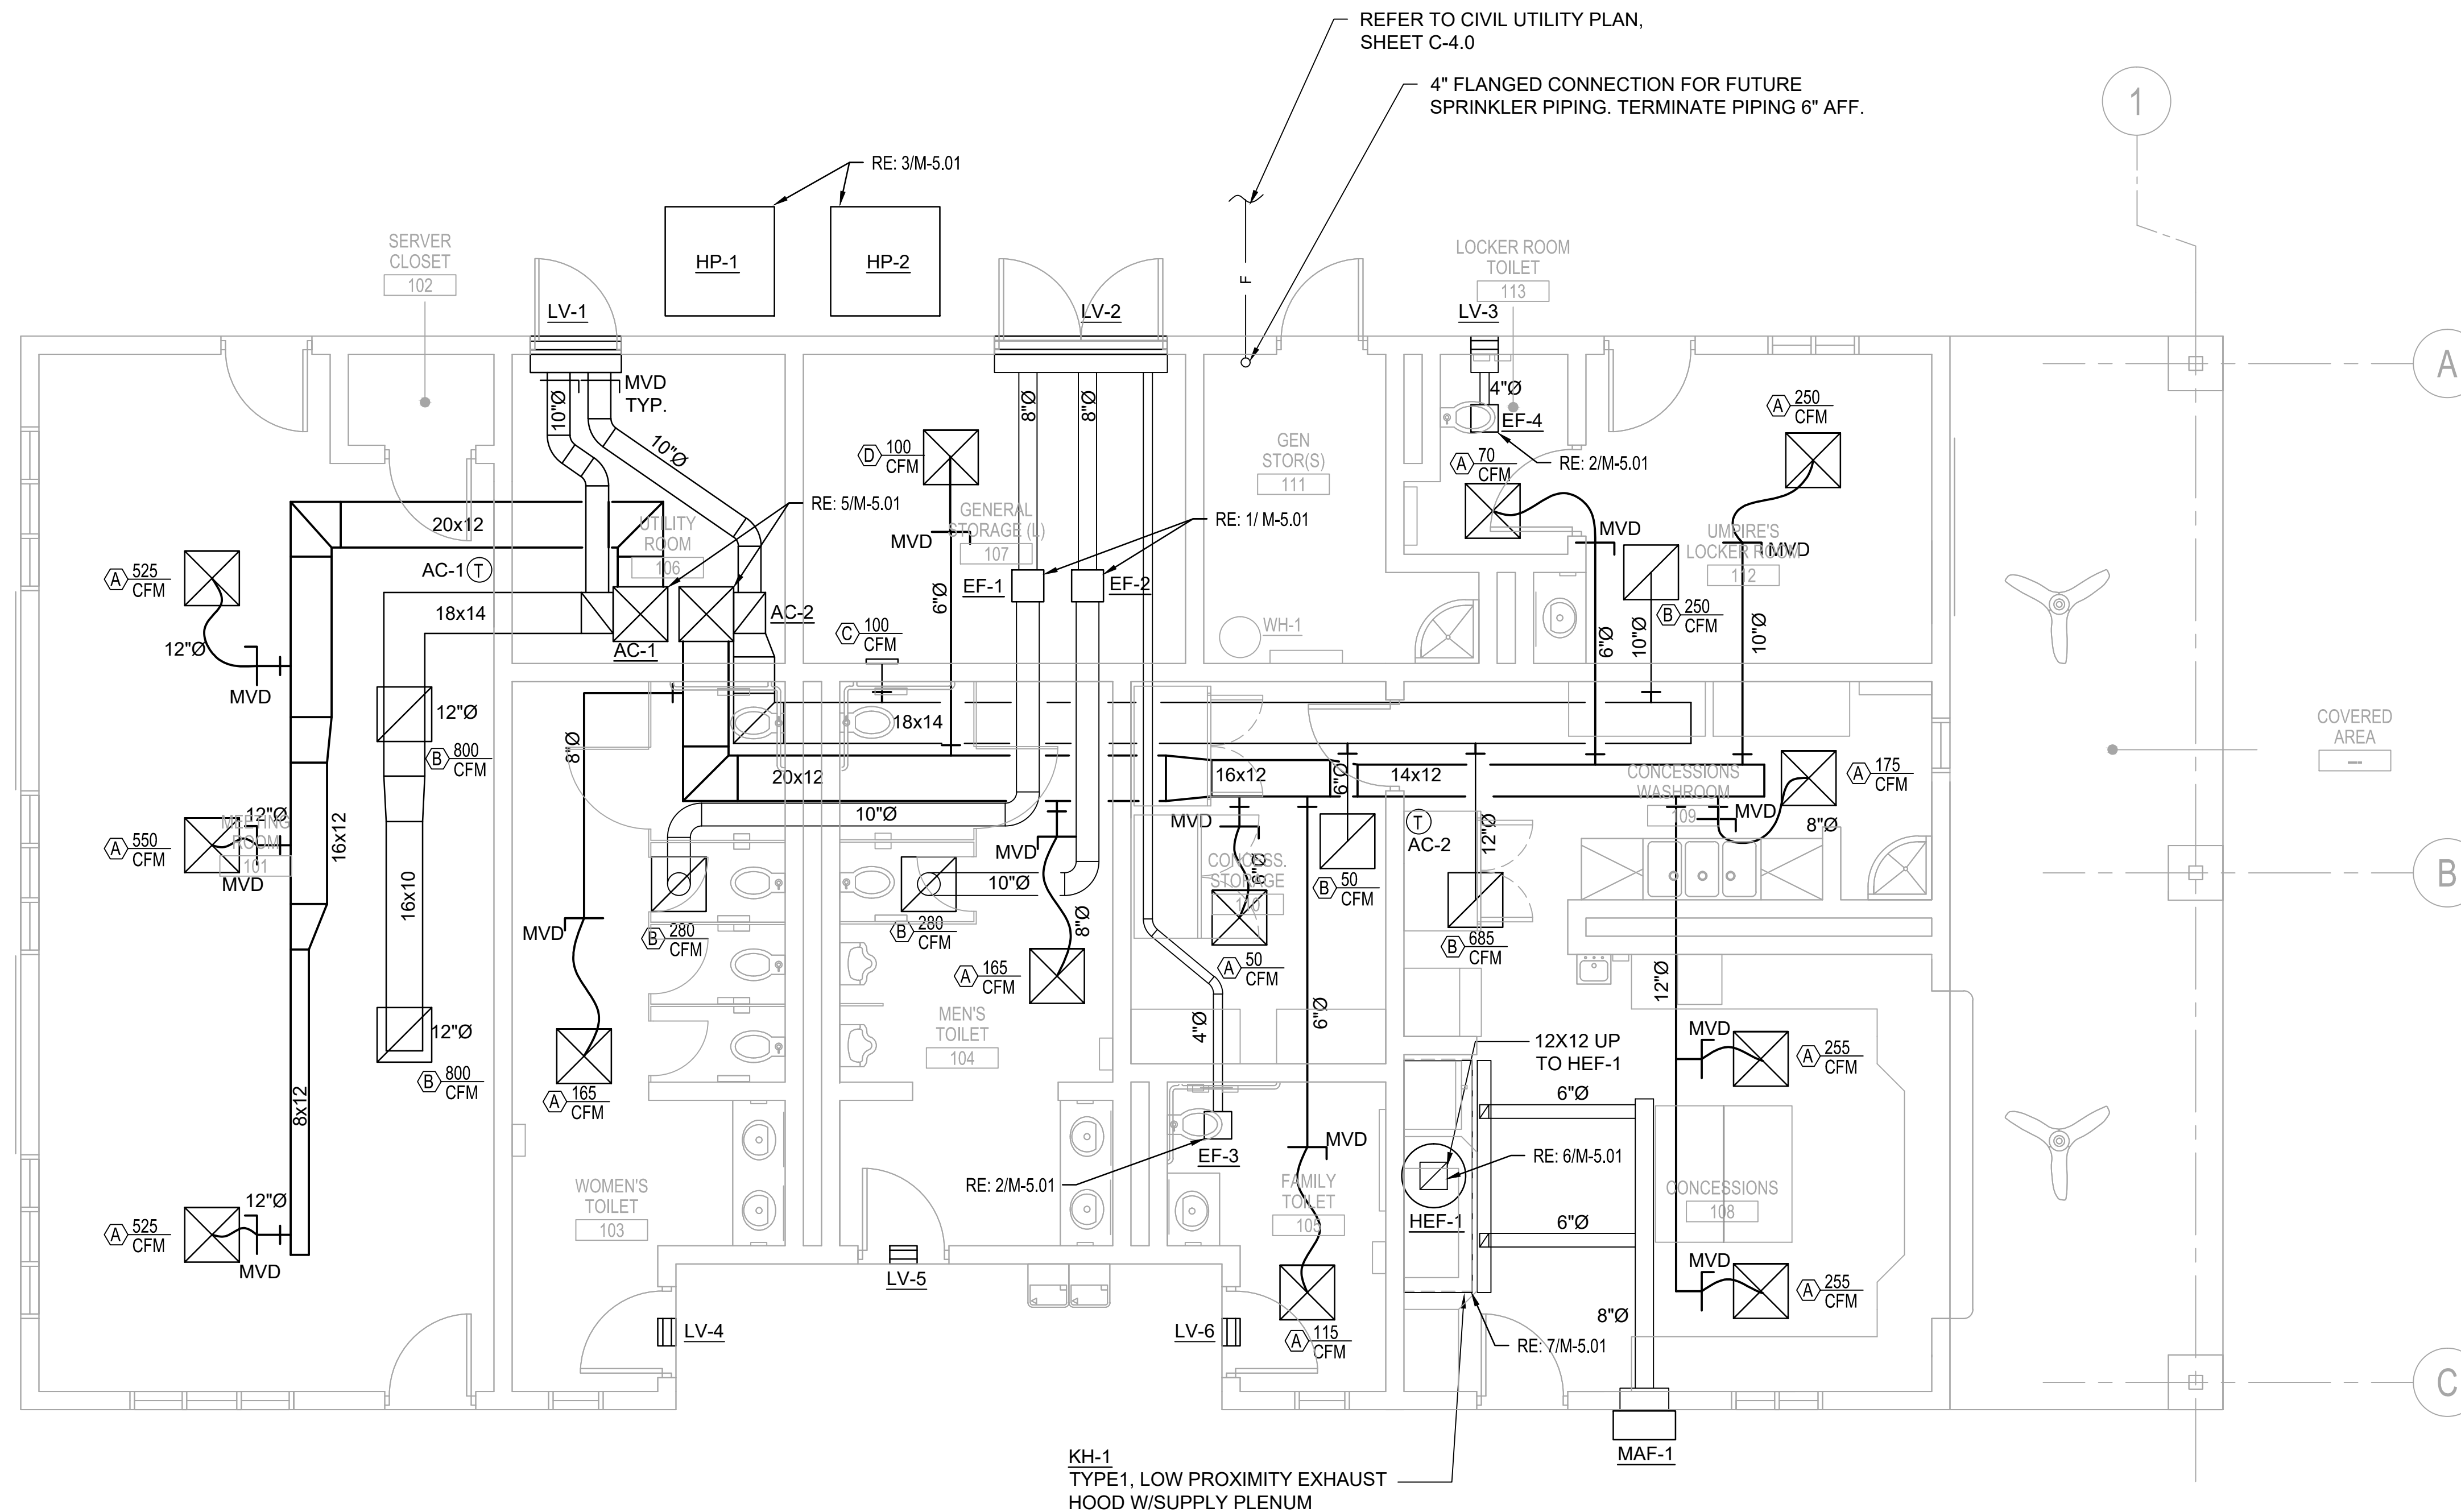 REFER TO CIVIL UTILITY PLAN,
SHEET C-4.0
4" FLANGED CONNECTION FOR FUTURE
SPRINKLER PIPING. TERMINATE PIPING 6" AFF.
1
RE: 3/M-5.01
HP-1
HP-2
SERVER
CLOSET
102
LOCKER ROOM
TOILET
113
F
LV-1
LV-2
LV-3
A
MVD
TYP.
10"Ø
10"Ø
8"Ø
8"Ø
4"Ø
EF-4
RE: 2/M-5.01
A 250
CFM
D 100
CFM
GEN
STOR(S)
111
A 70
CFM
RE: 5/M-5.01
GENERAL
STORAGE (L)
107
RE: 1/ M-5.01
20x12
UTILITY
ROOM
106
MVD
MVD
UMPIRE'S
LOCKER ROOM
112
MVD
AC-1 T
A 525
CFM
18x14
6"Ø
EF-1
EF-2
AC-2
B 250
CFM
C 100
CFM
WH-1
12"Ø
AC-1
6"Ø
10"Ø
10"Ø
MVD
12"Ø
18x14
COVERED
AREA
---
B 800
CFM
8"Ø
20x12
16x12
6"Ø
14x12
CONCESSIONS
WASHROOM
109
A 175
CFM
12"Ø
16x12
10"Ø
MVD
T
AC-2
MVD
8"Ø
12"Ø
A 550
CFM
MEETING
ROOM
101
MVD
MVD
CONCESS.
STORAGE
110
6"Ø
B
16x10
10"Ø
B 50
CFM
MVD
B 280
CFM
B 280
CFM
8"Ø
B 685
CFM
A 165
CFM
A 50
CFM
12"Ø
12"Ø
MEN'S
TOILET
104
4"Ø
6"Ø
MVD
12X12 UP
TO HEF-1
A 255
CFM
B 800
CFM
8x12
A 165
CFM
6"Ø
MVD
EF-3
RE: 2/M-5.01
RE: 6/M-5.01
WOMEN'S
TOILET
103
FAMILY
TOILET
105
CONCESSIONS
108
12"Ø
A 525
CFM
MVD
HEF-1
6"Ø
MVD
LV-5
A 255
CFM
LV-4
LV-6
A 115
CFM
8"Ø
RE: 7/M-5.01
C
KH-1
TYPE1, LOW PROXIMITY EXHAUST
HOOD W/SUPPLY PLENUM
MAF-1